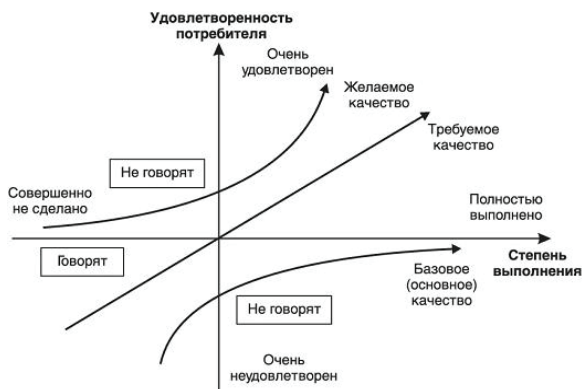 Удовлетворенность
потребителя
Очень
удовлетворен
Желаемое
качество
Требуемое
качество
Не говорят
Совершенно
не сделано
Полностью
выполнено
Говорят
Степень
выполнения
Базовое
(основное)
качество
Не говорят
Очень
неудовлетворен